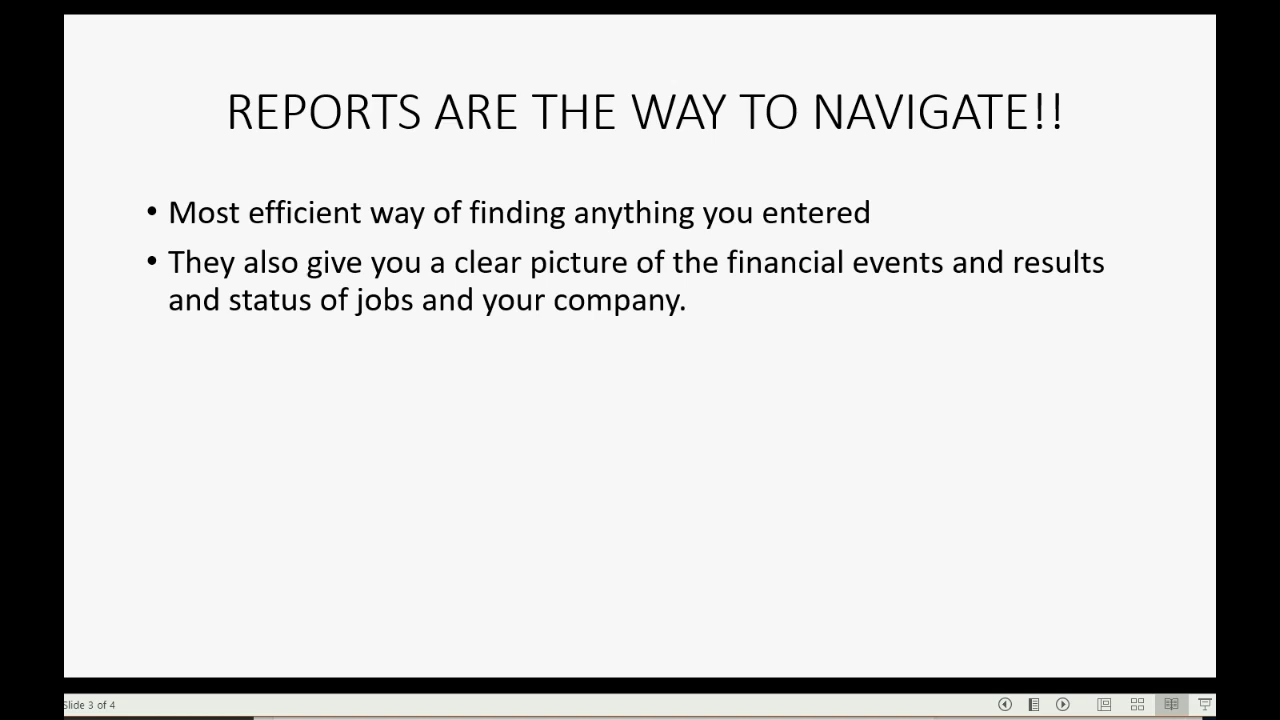 REPORTS ARE THE WAY TO NAVIGATE!!
• Most efficient way of finding anything you entered
• They also give you a clear picture of the financial events and results
and status of jobs and your company.
Slide 3 of 4